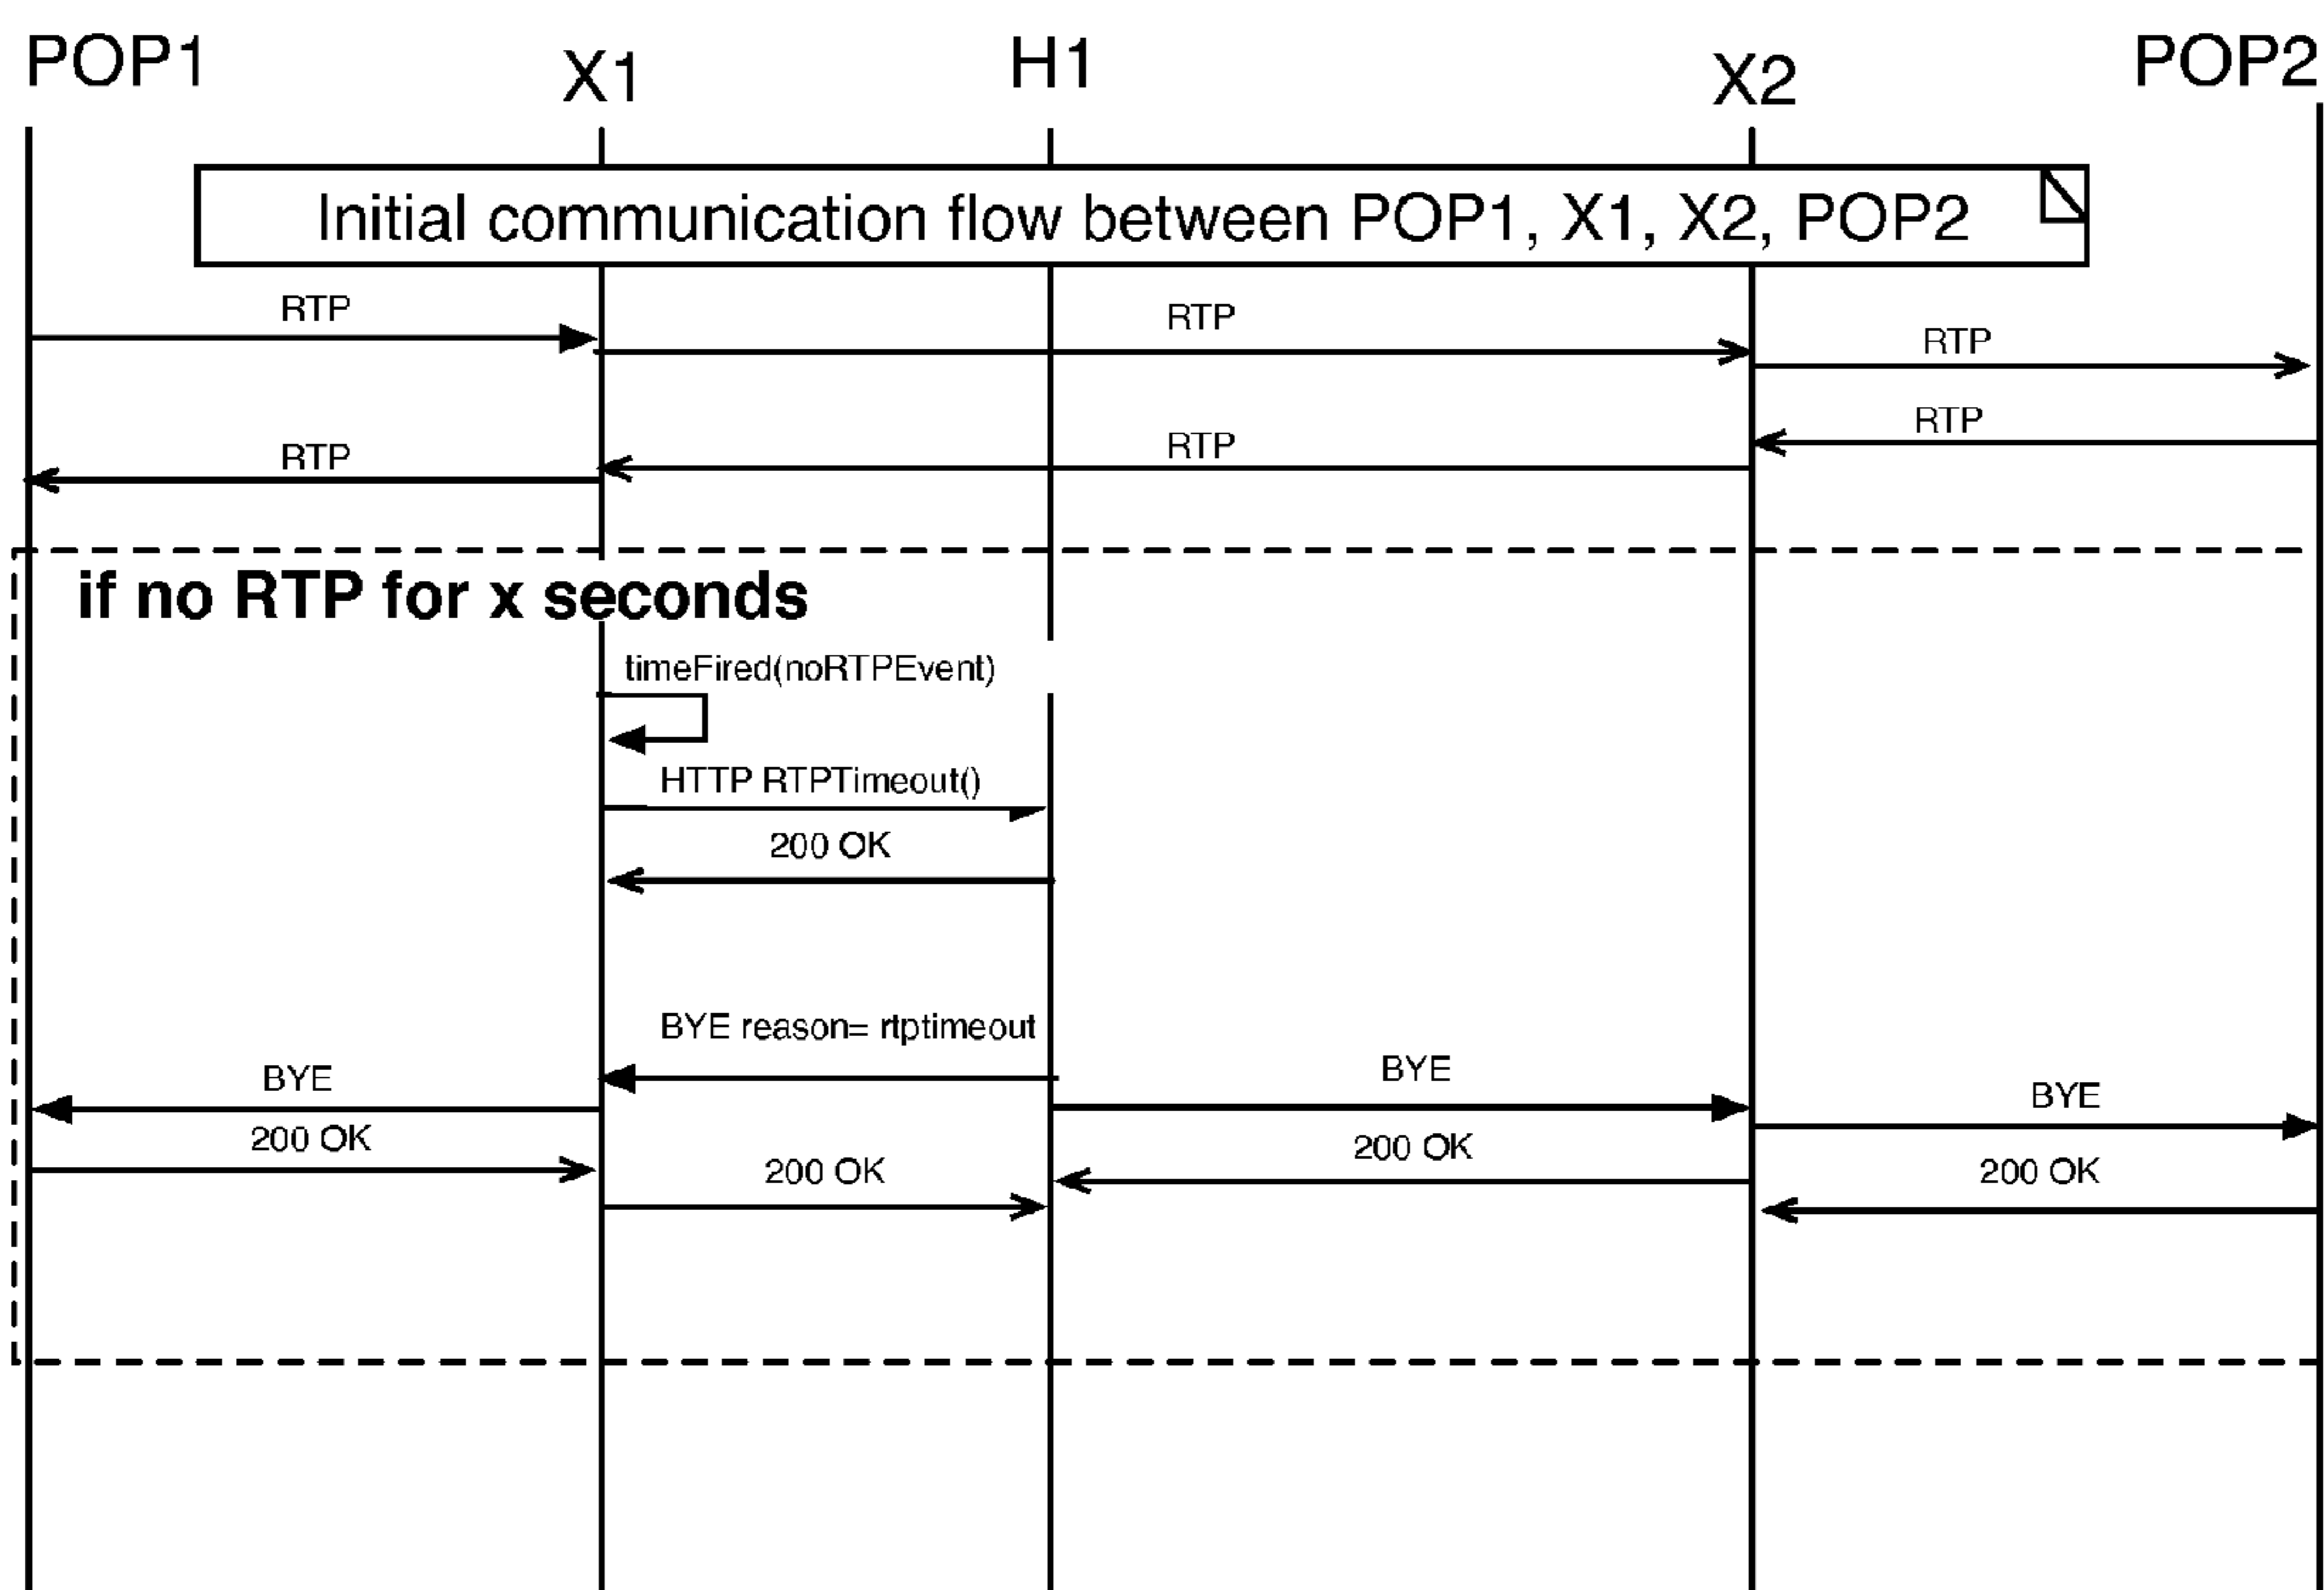 POP1
X1
H1
X2
POP2
Initial communication flow between POP1, X1, X2, POP2
RTP
RTP
RTP
RTP
RTP
RTP
if no RTP for x seconds
timeFired(noRTPEvent)
HTTP RTPTimeout()
200 OK
BYE reason= rtptimeout
BYE
BYE
BYE
200 OK
200 OK
200 OK
200 OK